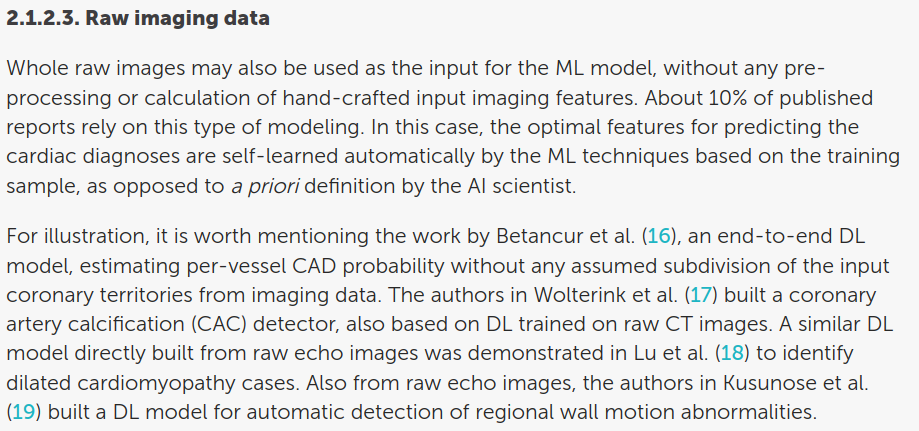 2.1.2.3. Raw imaging data
Whole raw images may also be used as the input for the ML model, without any pre-
processing or calculation of hand-crafted input imaging features. About 10% of published
reports rely on this type of modeling. In this case, the optimal features for predicting the
cardiac diagnoses are self-learned automatically by the ML techniques based on the training
sample, as opposed to a priori definition by the AI scientist.
For illustration, it is worth mentioning the work by Betancur et al. (16), an end-to-end DL
model, estimating per-vessel CAD probability without any assumed subdivision of the input
coronary territories from imaging data. The authors in Wolterink et al. (17) built a coronary
artery calcification (CAC) detector, also based on DL trained on raw CT images. A similar DL
model directly built from raw echo images was demonstrated in Lu et al. (18) to identify
dilated cardiomyopathy cases. Also from raw echo images, the authors in Kusunose et al.
(19) built a DL model for automatic detection of regional wall motion abnormalities.